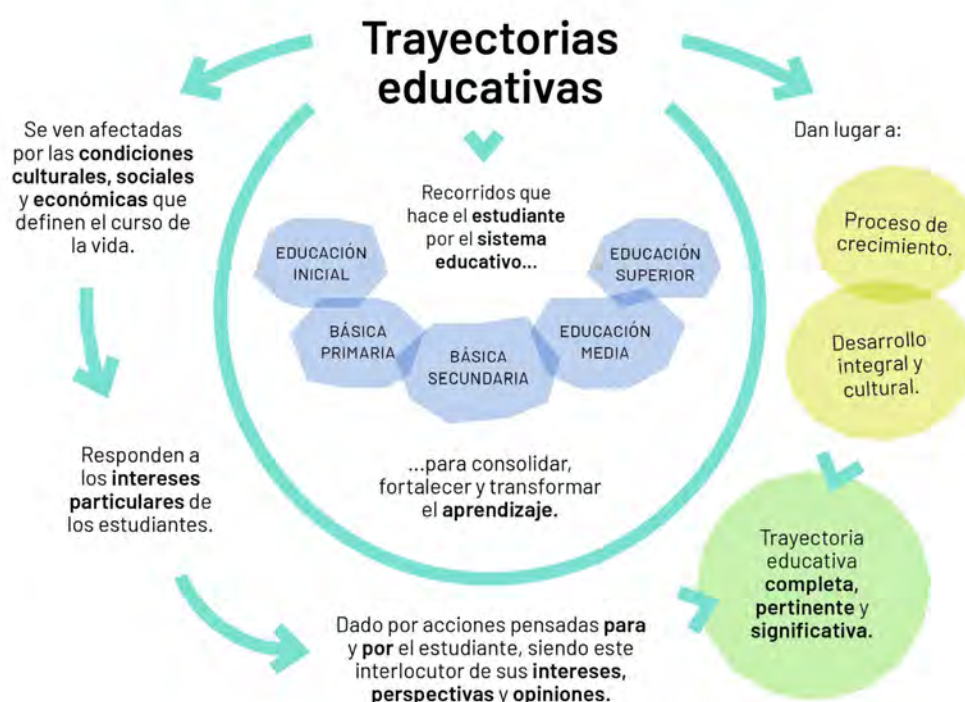 Trayectorias
educativas
Se ven afectadas
por las condiciones
culturales, sociales
y económicas que
definen el curso de
la vida.
Responden a
los intereses
particulares de
los estudiantes.
Dado por acciones pensadas para
y por el estudiante, siendo este
interlocutor de sus intereses,
perspectivas y opiniones.
Recorridos que
hace el estudiante
por el sistema
educativo...
EDUCACIÓN
INICIAL
BÁSICA
PRIMARIA
BÁSICA
SECUNDARIA
EDUCACIÓN
MEDIA
EDUCACIÓN
SUPERIOR
...para consolidar,
fortalecer y transformar
el aprendizaje.
Dan lugar a:
Proceso de
crecimiento.
Desarrollo
integral y
cultural.
Trayectoria
educativa
completa,
pertinente y
significativa.